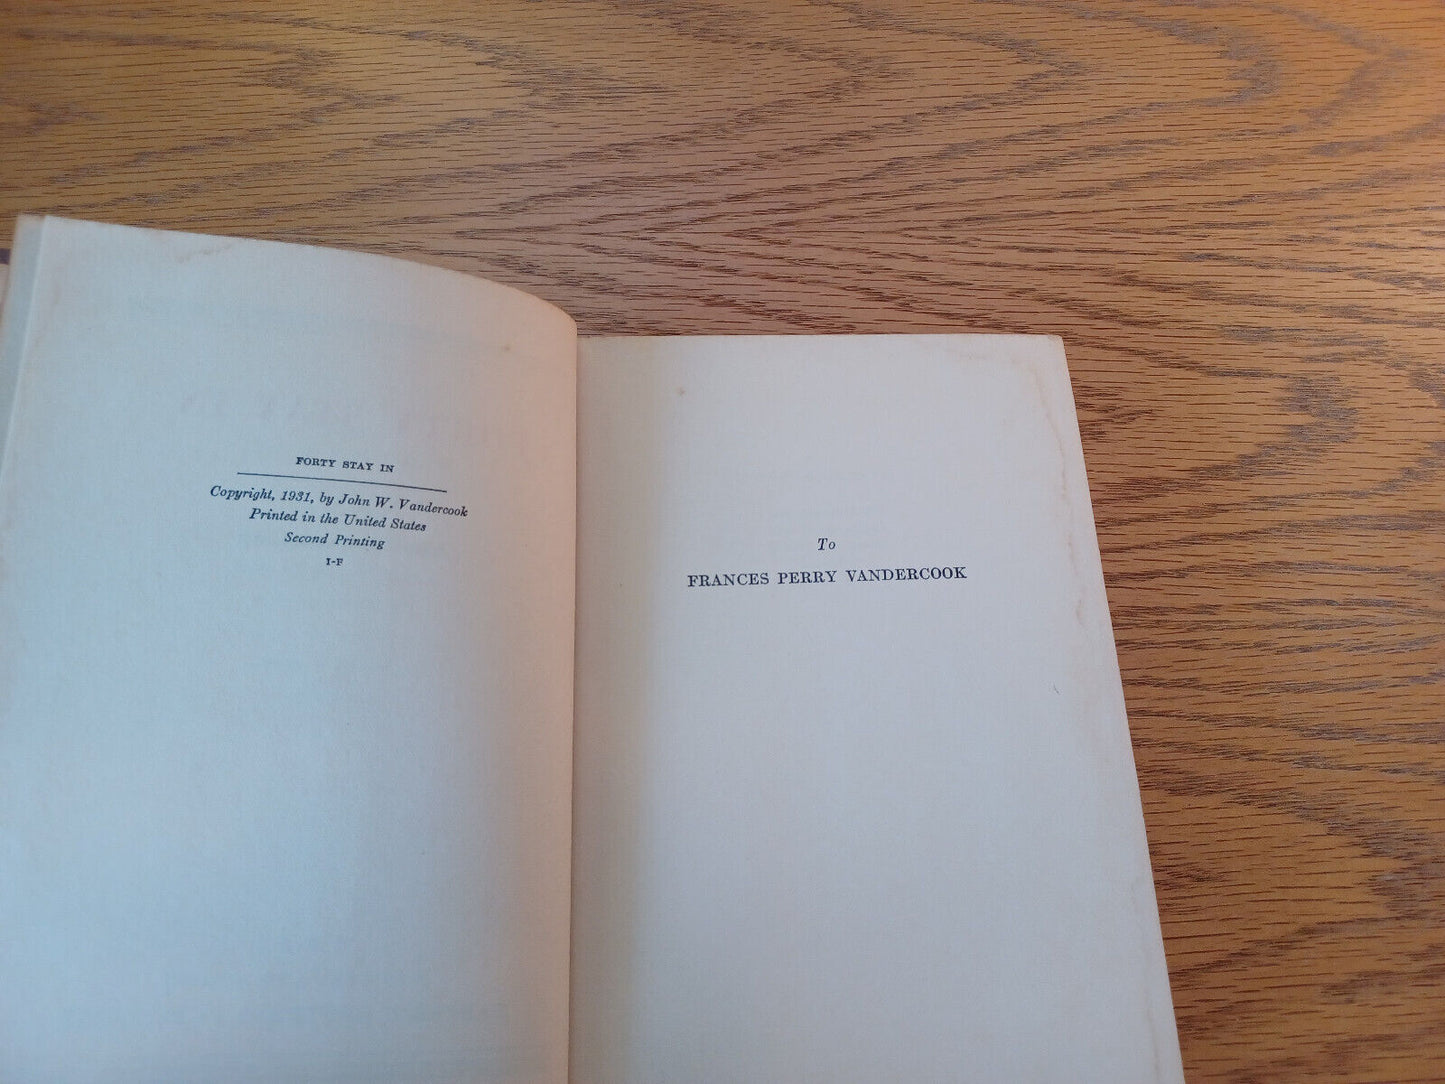 FORTY STAY IN
Copyright, 1931, by John W. Vandercook
Printed in the United States
Second Printing
I-F
To
FRANCES PERRY VANDERCOOK